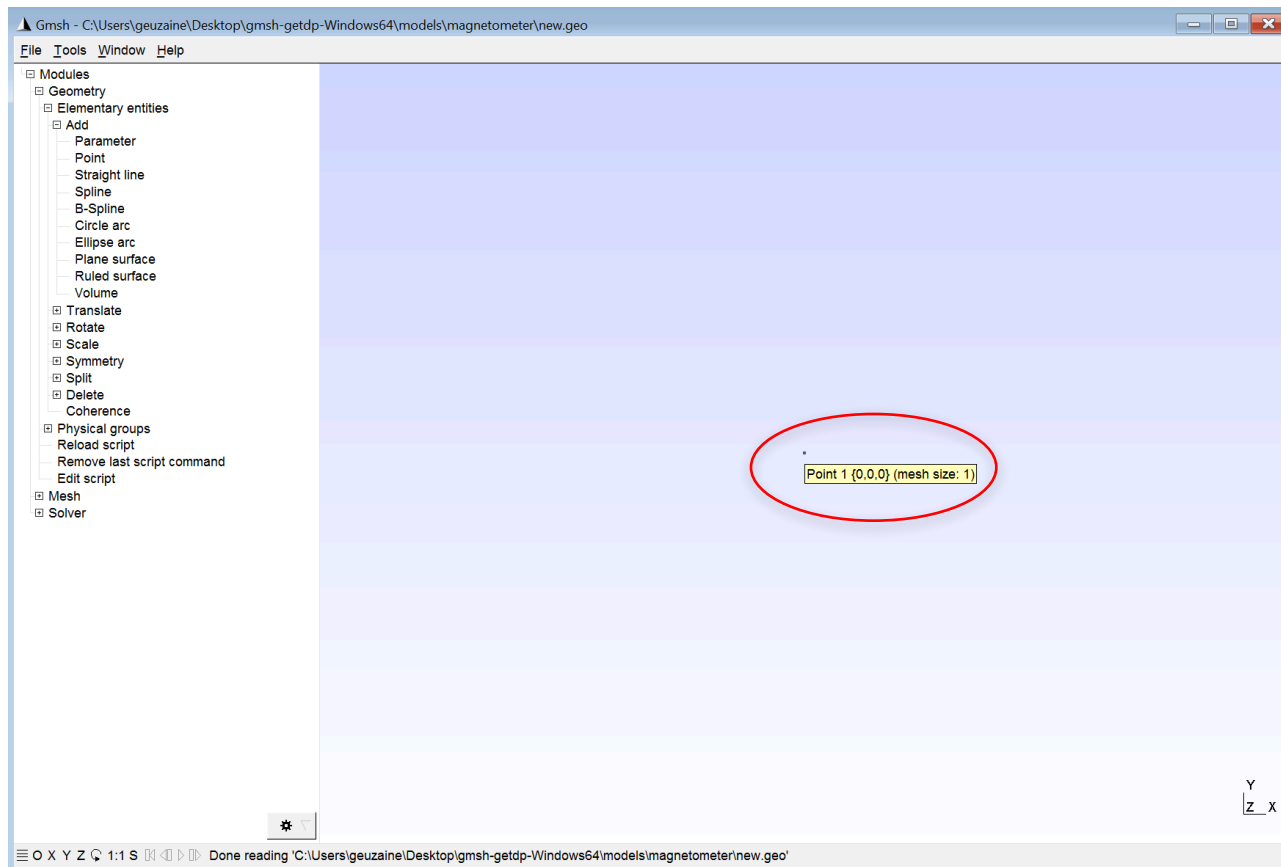 Gmsh - C:\Users\geuzaine\Desktop\gmsh-getdp-Windows64\models\magnetometer\new.geo
File Tools Window Help
Modules
Geometry
Elementary entities
Add
Parameter
Point
Straight line
Spline
B-Spline
Circle arc
Ellipse arc
Plane surface
Ruled surface
Volume
Translate
Rotate
Scale
Symmetry
Split
Delete
Coherence
Physical groups
Reload script
Remove last script command
Edit script
Mesh
Solver
Point 1 {0,0,0} (mesh size: 1)
Y
Z X
O X Y Z 1:1 S Done reading 'C:\Users\geuzaine\Desktop\gmsh-getdp-Windows64\models\magnetometer\new.geo'